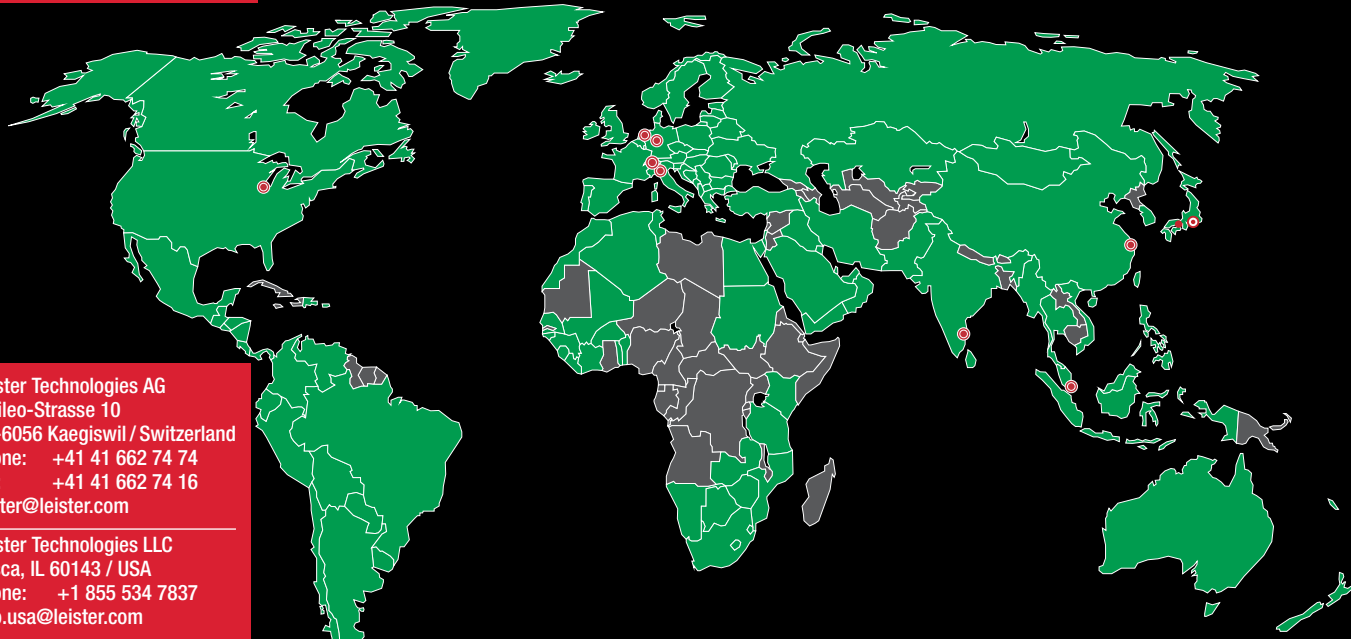 ster Technologies AG
ileo-Strasse 10
-6056 Kaegiswil / Switzerland
one: +41 41 662 74 74
+41 41 662 74 16
ter@leister.com
ster Technologies LLC
sca, IL 60143 / USA
one: +1 855 534 7837
o.usa@leister.com